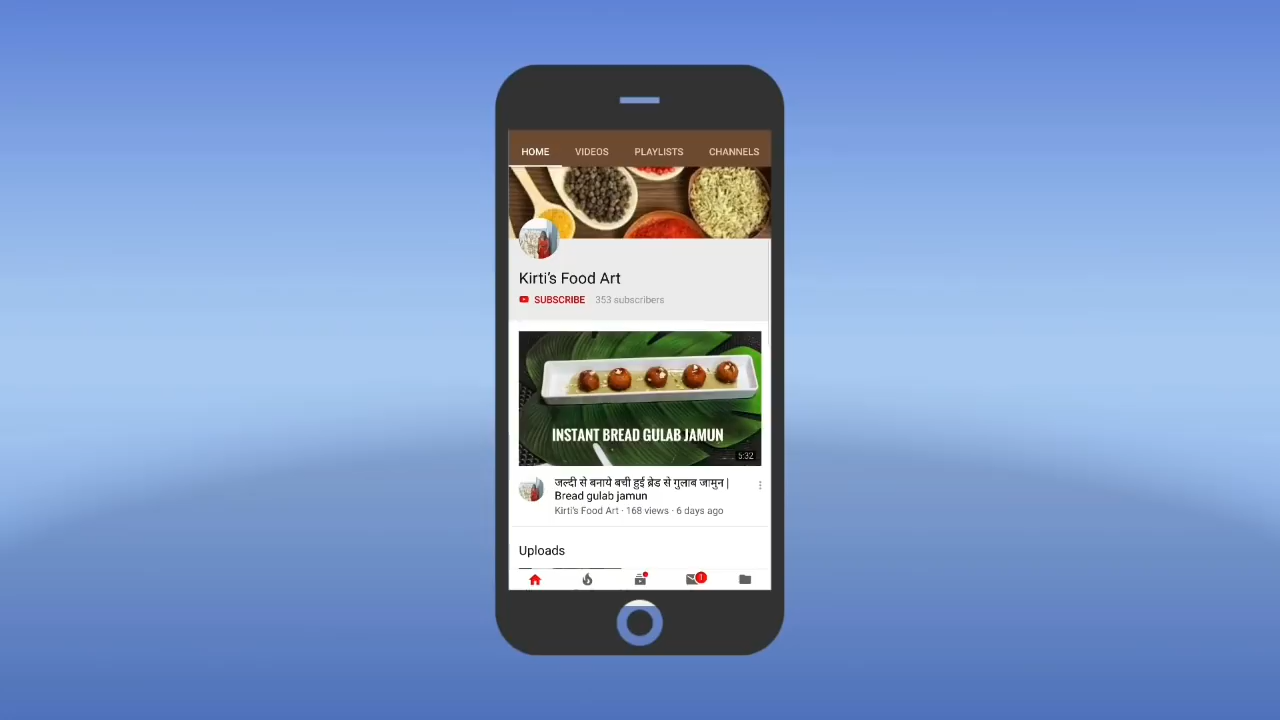 HOME VIDEOS PLAYLISTS CHANNELS
Kirti's Food Art
SUBSCRIBE 353 subscribers
INSTANT BREAD GULAB JAMUN
5:32
जल्दी से बनाये बची हुई ब्रेड से गुलाब जामुन |
Bread gulab jamun
Kirti's Food Art · 168 views · 6 days ago
Uploads